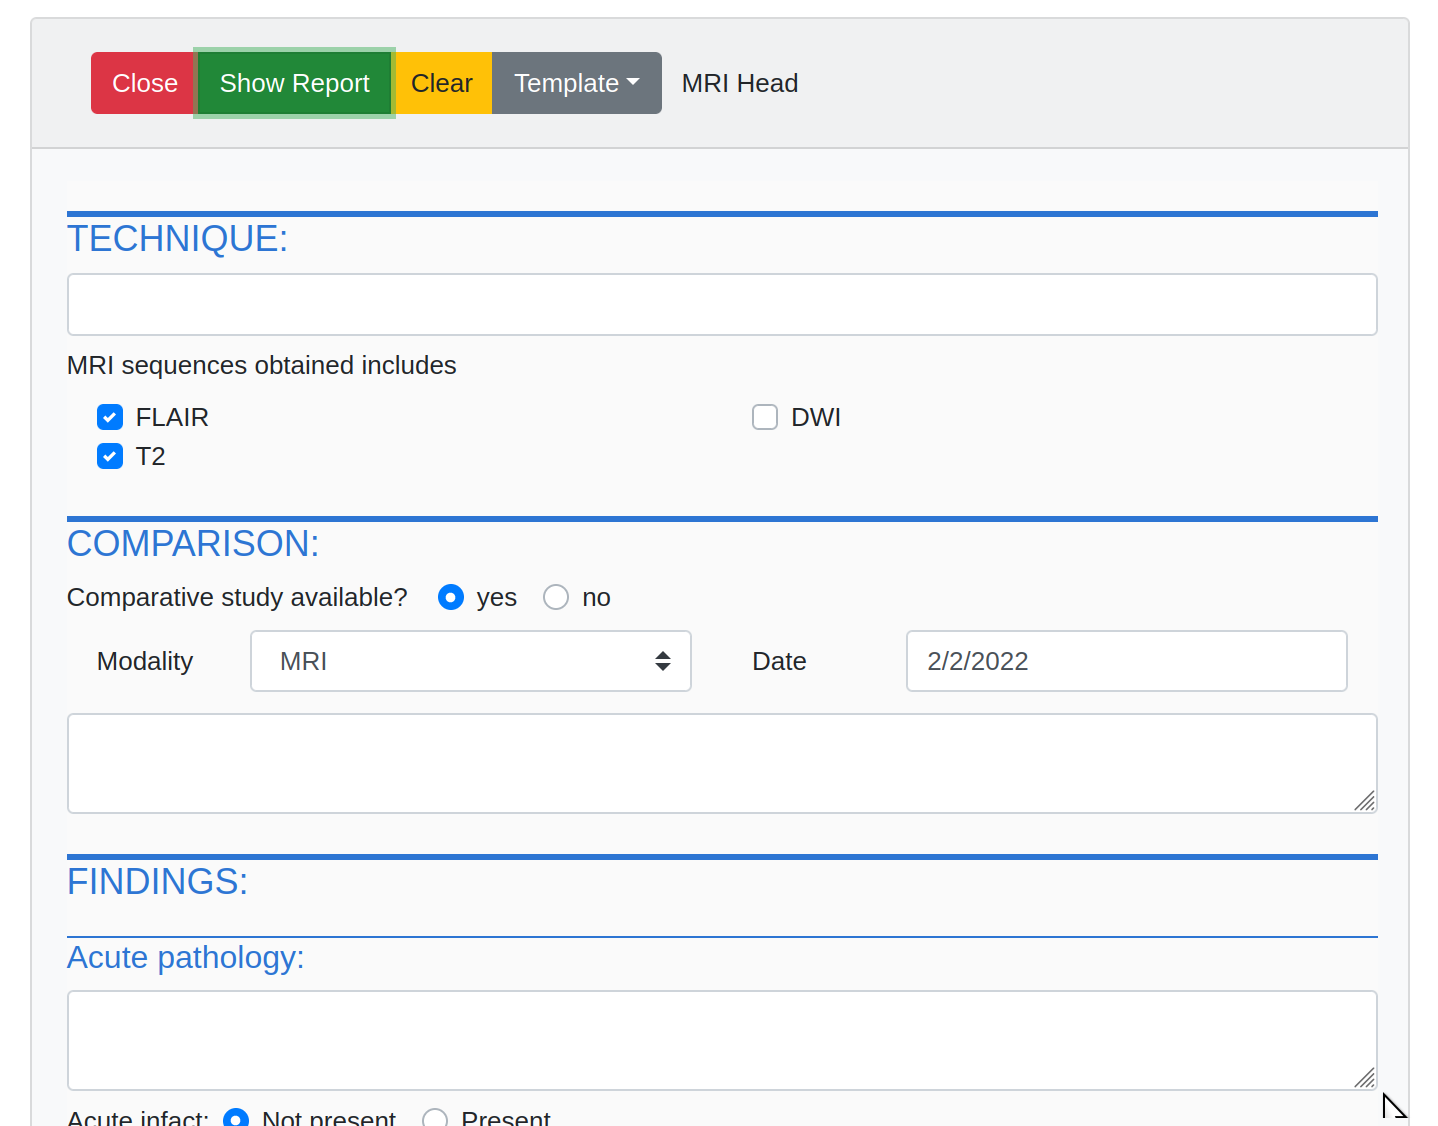 Close Show Report Clear Template MRI Head
TECHNIQUE:
MRI sequences obtained includes
FLAIR DWI
T2
COMPARISON:
Comparative study available? yes no
Modality MRI Date 2/2/2022
FINDINGS:
Acute pathology:
Acute infact: Not present Present